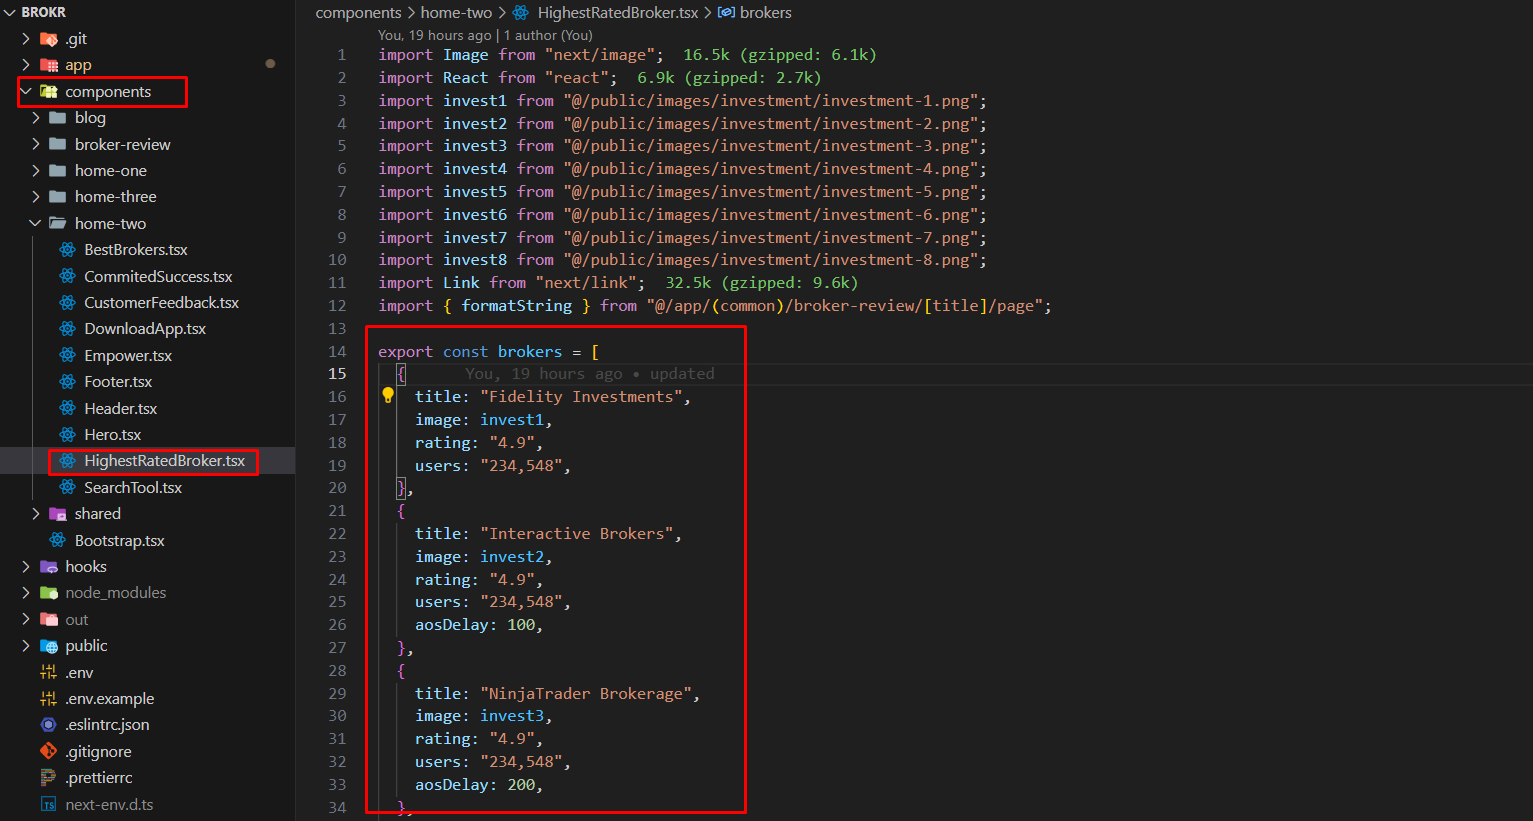 BROKR
.git
app
components
blog
broker-review
home-one
home-three
home-two
BestBrokers.tsx
CommitedSuccess.tsx
CustomerFeedback.tsx
DownloadApp.tsx
Empower.tsx
Footer.tsx
Header.tsx
Hero.tsx
HighestRatedBroker.tsx
SearchTool.tsx
shared
Bootstrap.tsx
hooks
node_modules
out
public
.env
.env.example
.eslintrc.json
.gitignore
.prettierrc
TS next-env.d.ts
components > home-two > HighestRatedBroker.tsx > brokers
You, 19 hours ago | 1 author (You)
1 import Image from "next/image"; 16.5k (gzipped: 6.1k)
2 import React from "react"; 6.9k (gzipped: 2.7k)
3 import invest1 from "@/public/images/investment/investment-1.png";
4 import invest2 from "@/public/images/investment/investment-2.png";
5 import invest3 from "@/public/images/investment/investment-3.png";
6 import invest4 from "@/public/images/investment/investment-4.png";
7 import invest5 from "@/public/images/investment/investment-5.png";
8 import invest6 from "@/public/images/investment/investment-6.png";
9 import invest7 from "@/public/images/investment/investment-7.png";
10 import invest8 from "@/public/images/investment/investment-8.png";
11 import Link from "next/link"; 32.5k (gzipped: 9.6k)
12 import { formatString } from "@/app/(common)/broker-review/[title]/page";
13
14 export const brokers = [
15 { You, 19 hours ago • updated
16 title: "Fidelity Investments",
17 image: invest1,
18 rating: "4.9",
19 users: "234,548",
20 },
21 {
22 title: "Interactive Brokers",
23 image: invest2,
24 rating: "4.9",
25 users: "234,548",
26 aosDelay: 100,
27 },
28 {
29 title: "NinjaTrader Brokerage",
30 image: invest3,
31 rating: "4.9",
32 users: "234,548",
33 aosDelay: 200,
34 },